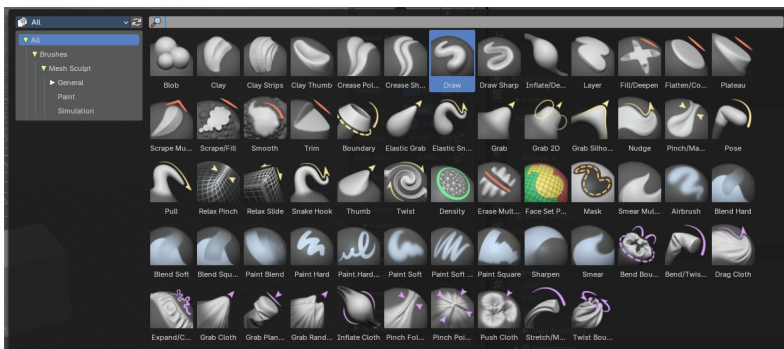 All
All
Brushes
Mesh Sculpt
General
Paint
Simulation
Blob Clay Clay Strips Clay Thumb Crease Pol... Crease Sh... Draw Draw Sharp Inflate/De... Layer Fill/Deepen Flatten/Co... Plateau
Scrape Mu... Scrape/Fill Smooth Trim Boundary Elastic Grab Elastic Sn... Grab Grab 2D Grab Silho... Nudge Pinch/Ma... Pose
Pull Relax Pinch Relax Slide Snake Hook Thumb Twist Density Erase Mult... Face Set P... Mask Smear Mul... Airbrush Blend Hard
Blend Soft Blend Squ... Paint Blend Paint Hard Paint Hard... Paint Soft Paint Soft ... Paint Square Sharpen Smear Bend Bou... Bend/Twis... Drag Cloth
Expand/C... Grab Cloth Grab Plan... Grab Rand... Inflate Cloth Pinch Fol... Pinch Poi... Push Cloth Stretch/M... Twist Bou...